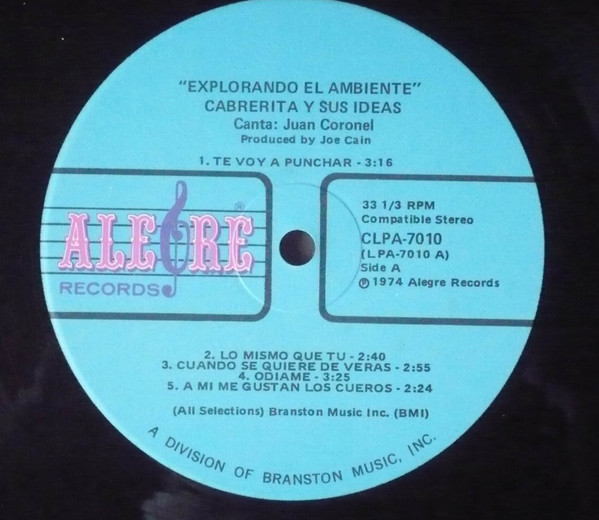 "EXPLORANDO EL AMBIENTE"
CABRERITA Y SUS IDEAS
Canta: Juan Coronel
Produced by Joe Cain
1. TE VOY A PUNCHAR - 3:16
ALEGRE ®
RECORDS
33 1/3 RPM
Compatible Stereo
CLPA-7010
(LPA-7010 A)
Side A
℗ 1974 Alegre Records
2. LO MISMO QUE TU - 2:40
3. CUANDO SE QUIERE DE VERAS - 2:55
4. ODIAME - 3:25
5. A MI ME GUSTAN LOS CUEROS - 2:24
(All Selections) Branston Music Inc. (BMI)
A DIVISION OF BRANSTON MUSIC, INC.